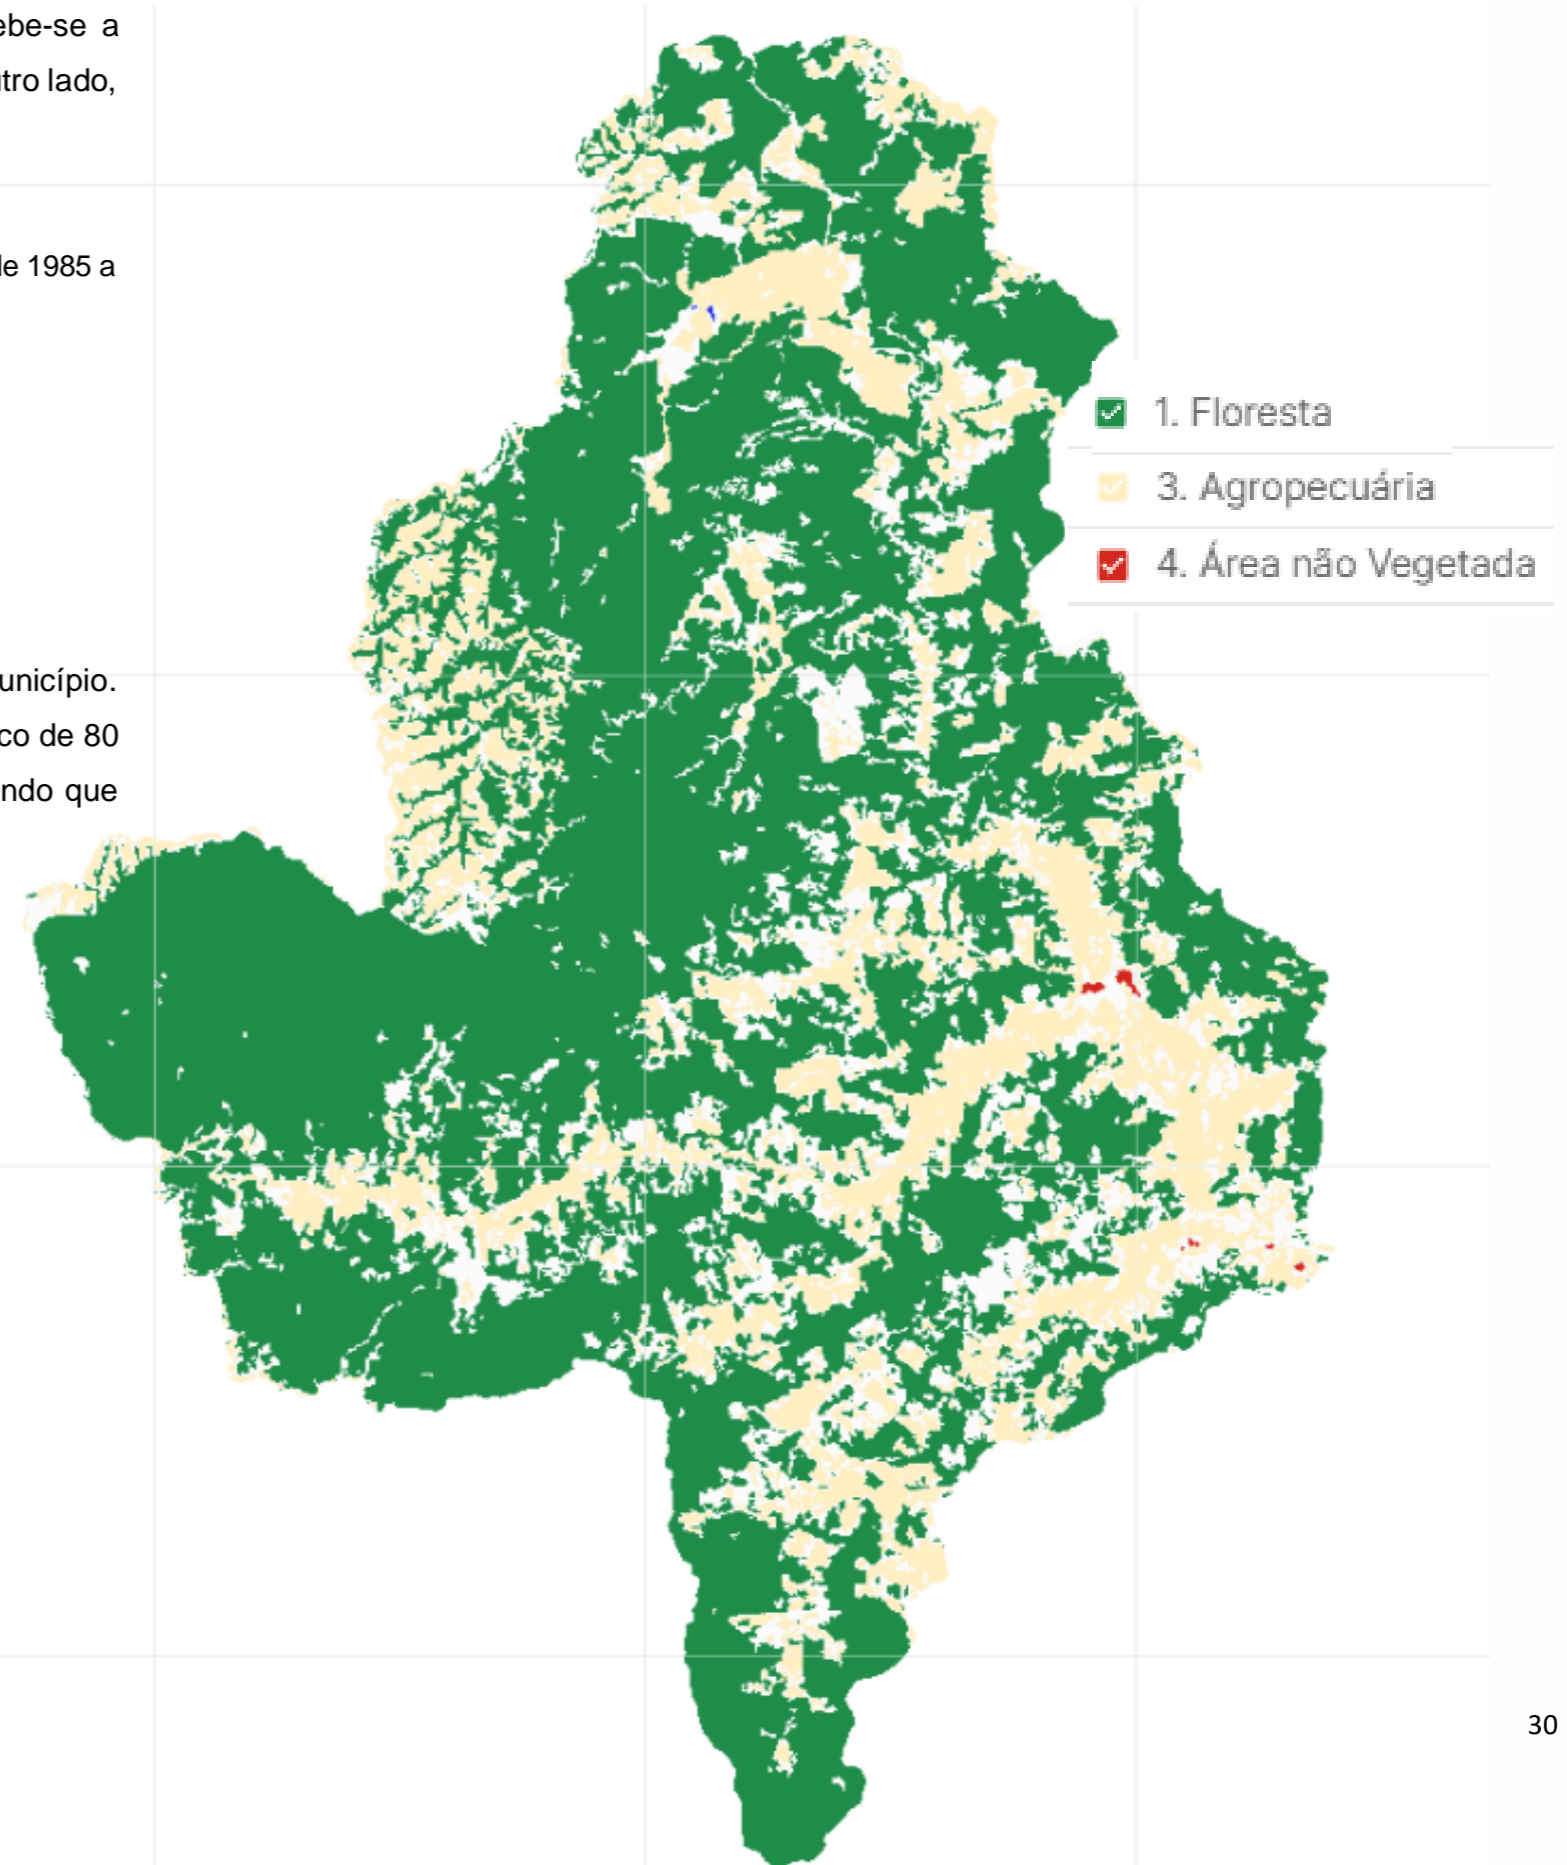 ebe-se a
tro lado,
le 1985 a
1. Floresta
3. Agropecuária
4. Área não Vegetada
unicípio.
co de 80
ndo que
30